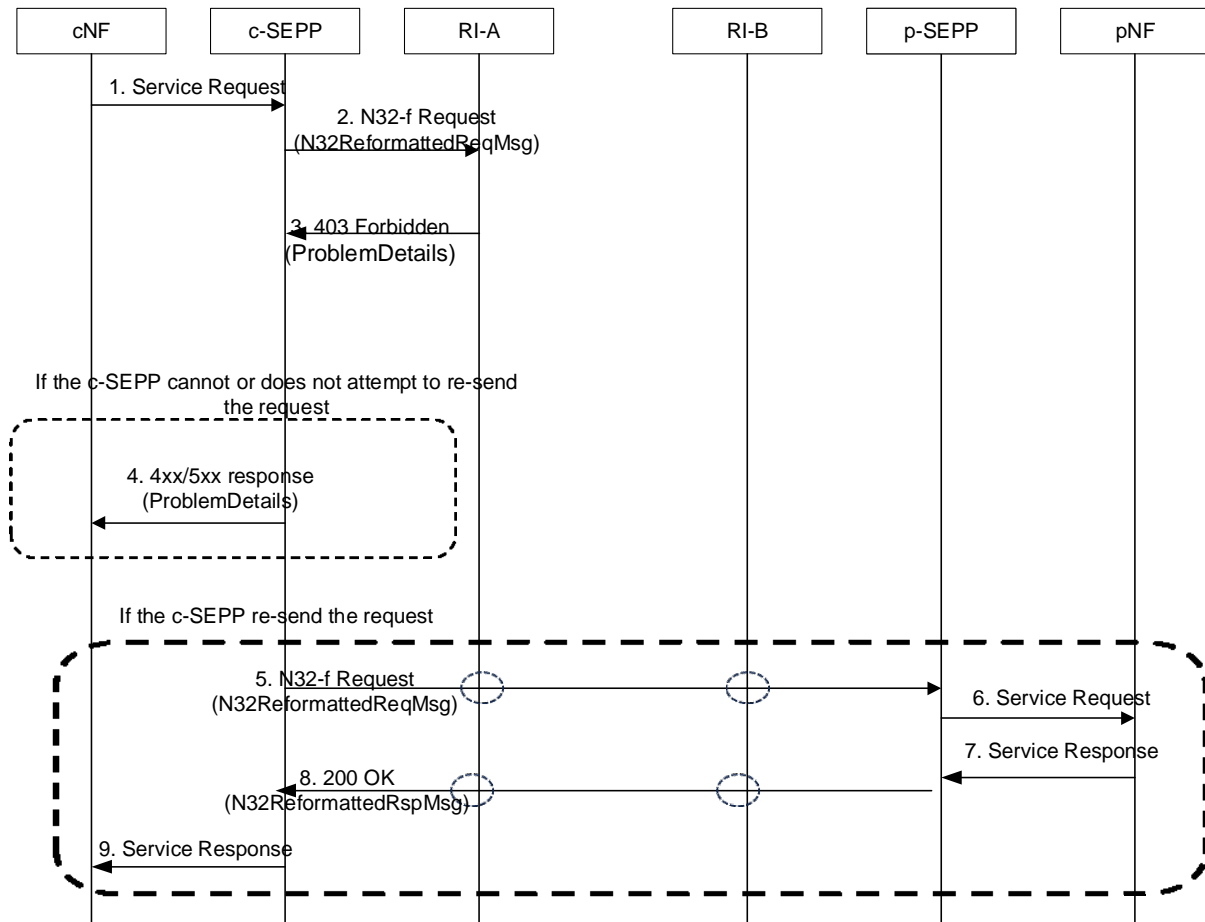 cNF
c-SEPP
RI-A
RI-B
p-SEPP
pNF
1. Service Request
2. N32-f Request
(N32ReformattedReqMsg)
3. 403 Forbidden
(ProblemDetails)
If the c-SEPP cannot or does not attempt to re-send
the request
4. 4xx/5xx response
(ProblemDetails)
If the c-SEPP re-send the request
5. N32-f Request
(N32ReformattedReqMsg)
6. Service Request
7. Service Response
8. 200 OK
(N32ReformattedRspMsg)
9. Service Response